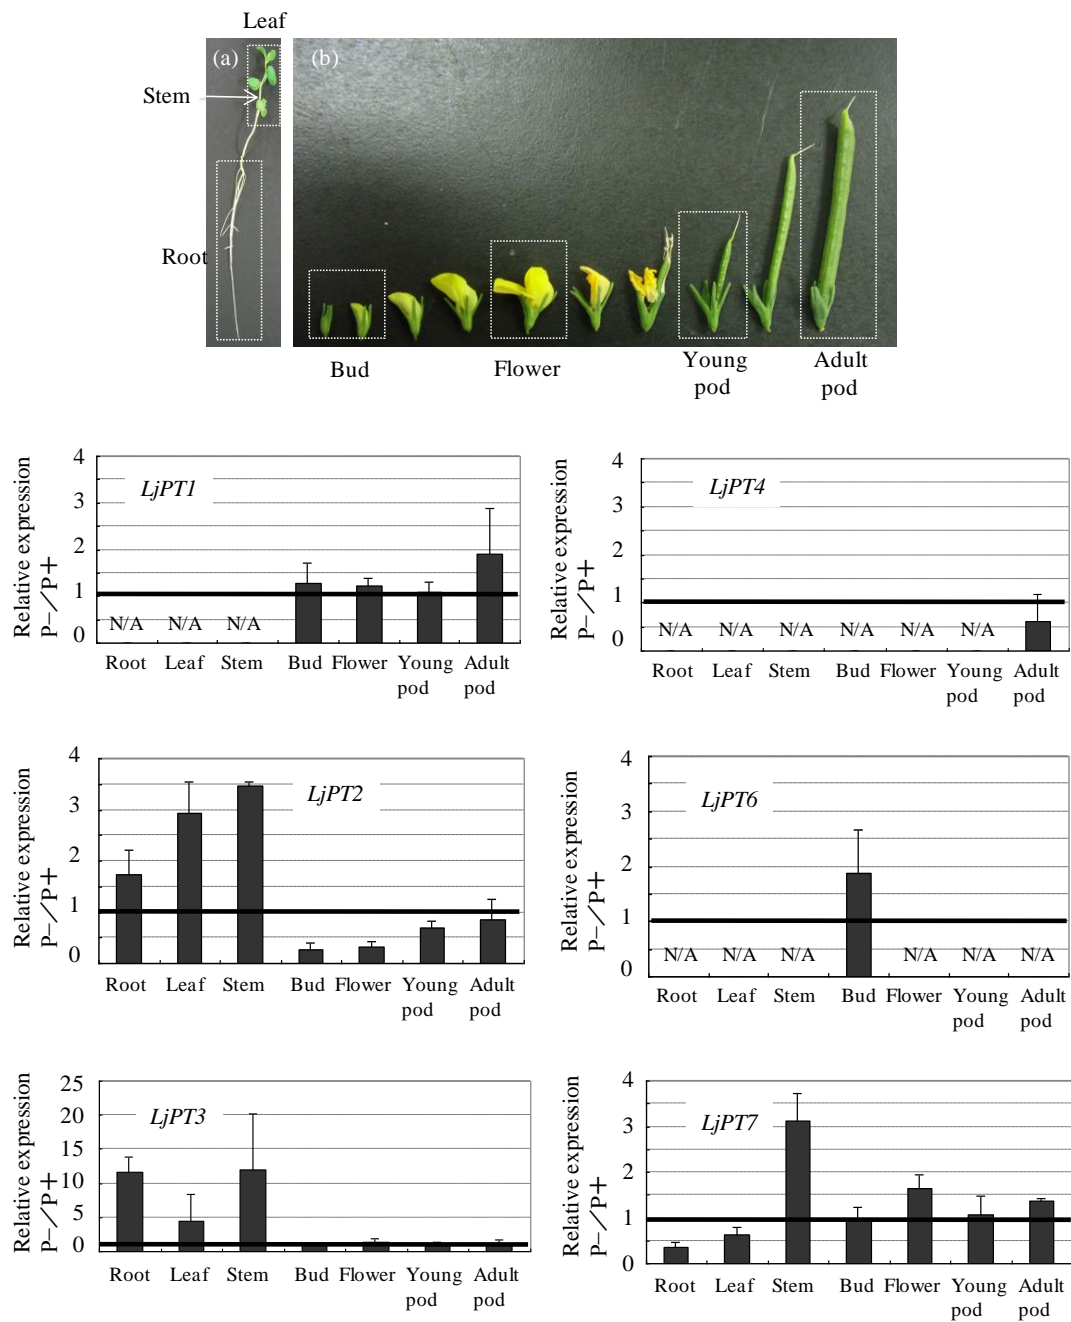 Leaf
(a)
(b)
Stem
Root
Bud
Flower
Young
pod
Adult
pod
Relative expression
P−/P+
4
3
2
1
0
LjPT1
N/A
N/A
N/A
Root
Leaf
Stem
Bud
Flower
Young
pod
Adult
pod
Relative expression
P−/P+
4
3
2
1
0
LjPT4
N/A
N/A
N/A
N/A
N/A
N/A
Root
Leaf
Stem
Bud
Flower
Young
pod
Adult
pod
Relative expression
P−/P+
4
3
2
1
0
LjPT2
Root
Leaf
Stem
Bud
Flower
Young
pod
Adult
pod
Relative expression
P−/P+
4
3
2
1
0
LjPT6
N/A
N/A
N/A
N/A
N/A
N/A
Root
Leaf
Stem
Bud
Flower
Young
pod
Adult
pod
Relative expression
P−/P+
25
20
15
10
5
0
LjPT3
Root
Leaf
Stem
Bud
Flower
Young
pod
Adult
pod
Relative expression
P−/P+
4
3
2
1
0
LjPT7
Root
Leaf
Stem
Bud
Flower
Young
pod
Adult
pod